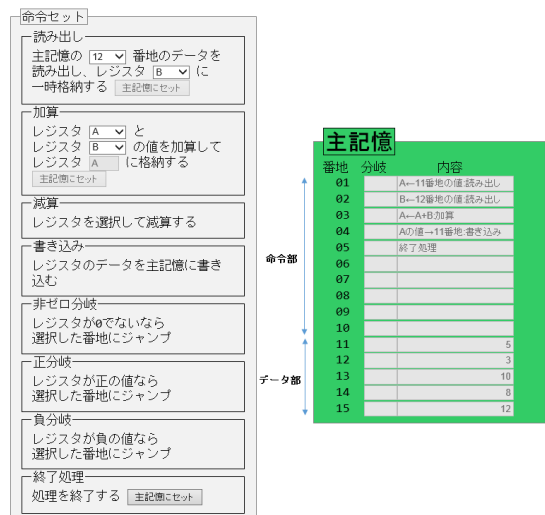 命令セット
読み出し
主記憶の 12 番地のデータを
読み出し、レジスタ B に
一時格納する 主記憶にセット
加算
レジスタ A と
レジスタ B の値を加算して
レジスタ A に格納する
主記憶にセット
減算
レジスタを選択して減算する
書き込み
レジスタのデータを主記憶に書き
込む
非ゼロ分岐
レジスタが0でないなら
選択した番地にジャンプ
正分岐
レジスタが正の値なら
選択した番地にジャンプ
負分岐
レジスタが負の値なら
選択した番地にジャンプ
終了処理
処理を終了する 主記憶にセット
主記憶
番地 分岐 内容
01 A←11番地の値:読み出し
02 B←12番地の値:読み出し
03 A←A+B:加算
04 Aの値→11番地:書き込み
05 終了処理
06
07
08
09
10
11 5
12 3
13 10
14 8
15 12
命令部
データ部